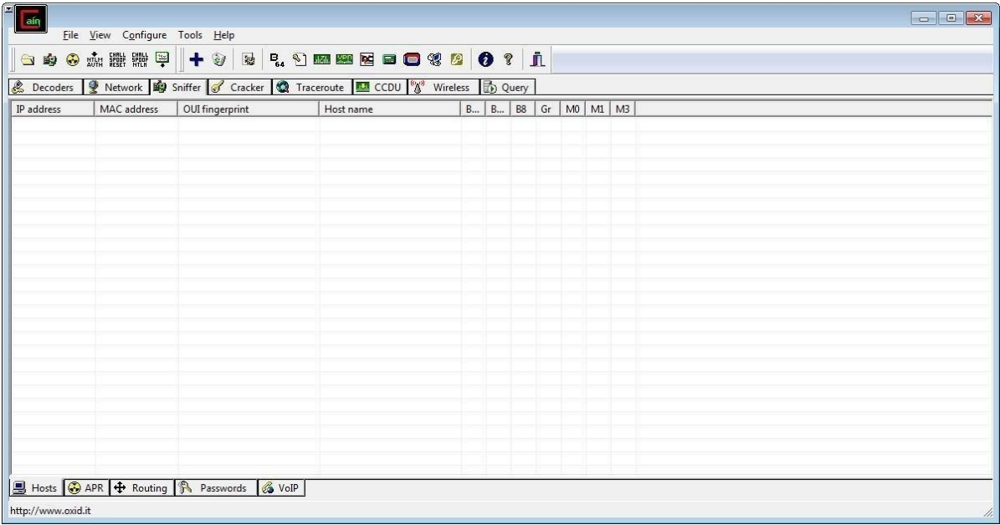 aín
File View Configure Tools Help
NTLM AUTH CHALL SPOOF RESET CHALL SPOOF NTLM B64
Decoders Network Sniffer Cracker Traceroute CCDU Wireless Query
IP address MAC address OUI fingerprint Host name B... B... B8 Gr M0 M1 M3
Hosts APR Routing Passwords VoIP
http://www.oxid.it